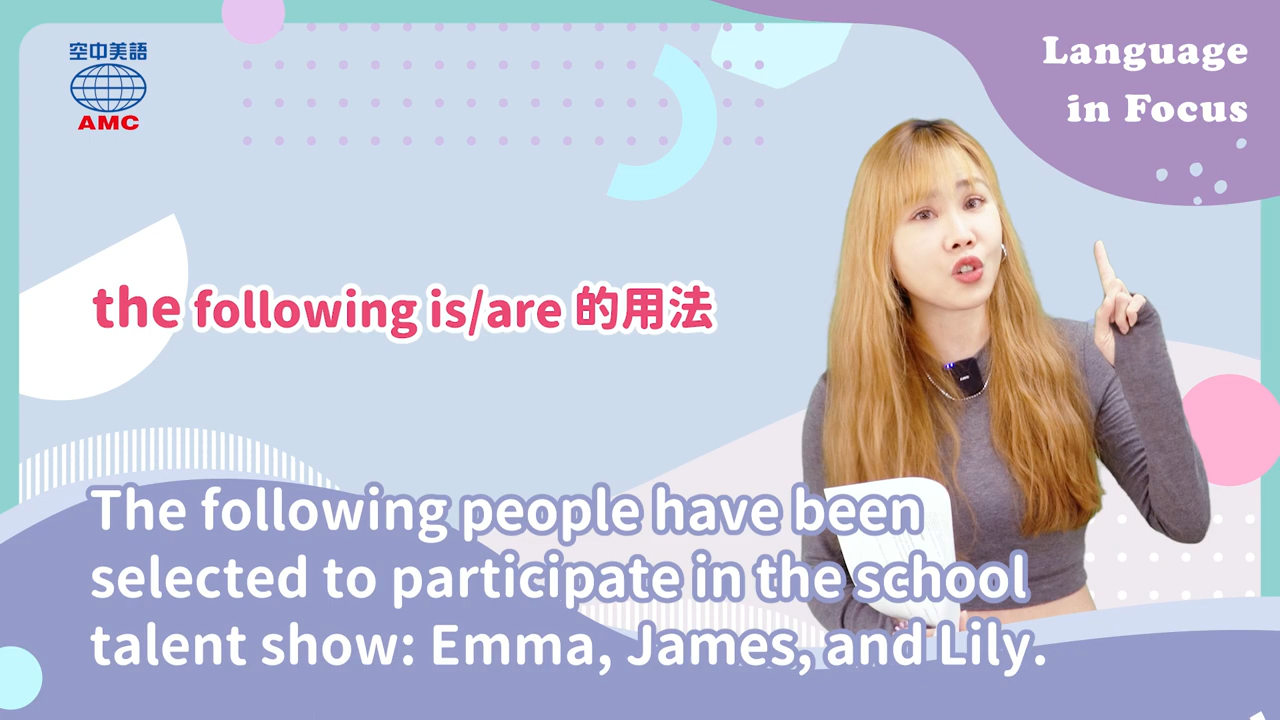 空中美語
AMC
Language
in Focus
the following is/are 的用法
The following people have been
selected to participate in the school
talent show: Emma, James, and Lily.